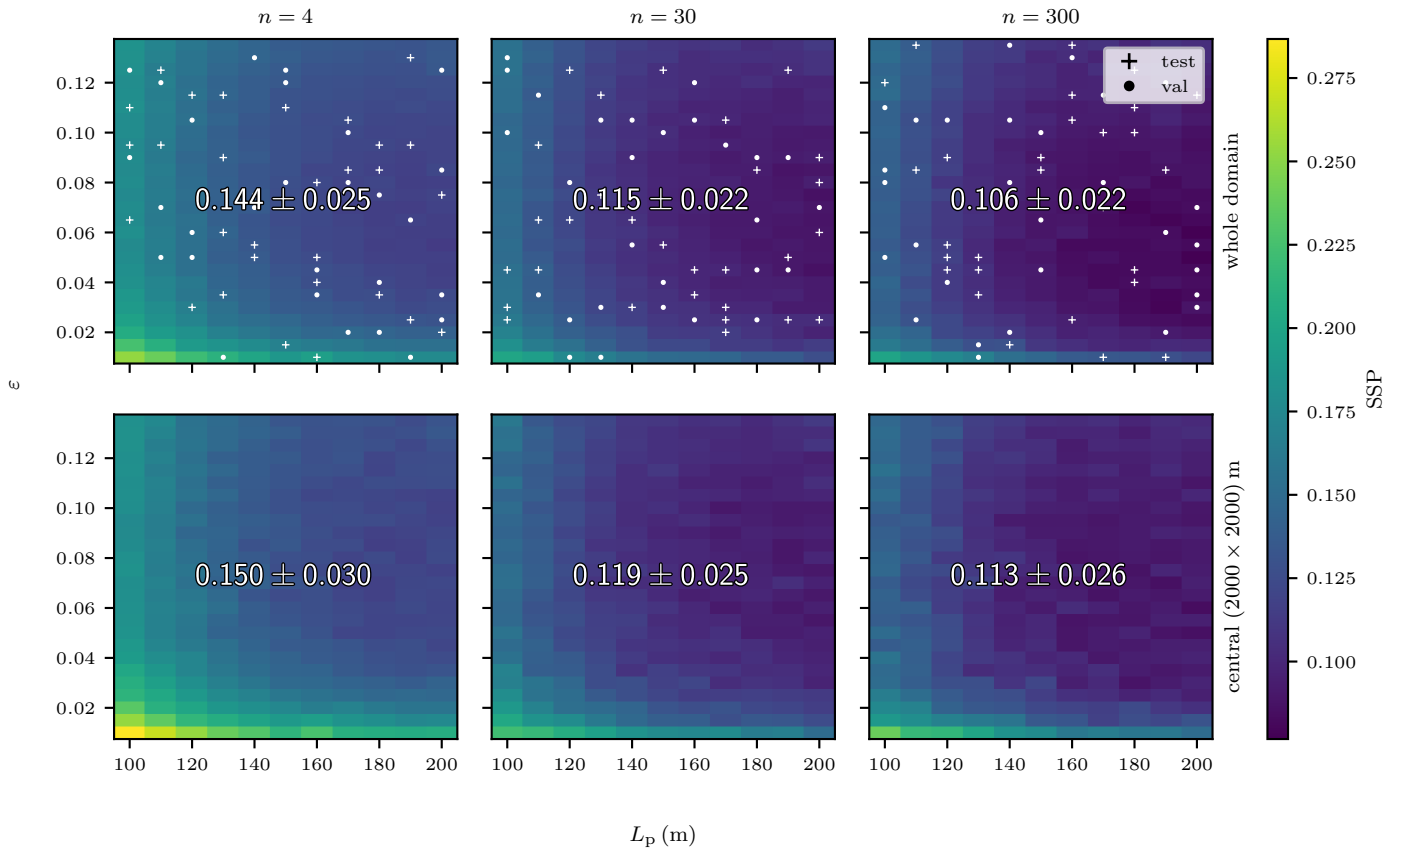 n = 4
n = 30
n = 300
0.12
0.10
0.08
0.06
0.04
0.02
0.144 ± 0.025
0.115 ± 0.022
0.106 ± 0.022
test
val
whole domain
ε
0.12
0.10
0.08
0.06
0.04
0.02
0.150 ± 0.030
0.119 ± 0.025
0.113 ± 0.026
central (2000 × 2000) m
100 120 140 160 180 200
100 120 140 160 180 200
100 120 140 160 180 200
Lₚ (m)
0.275
0.250
0.225
0.200
0.175
0.150
0.125
0.100
SSP